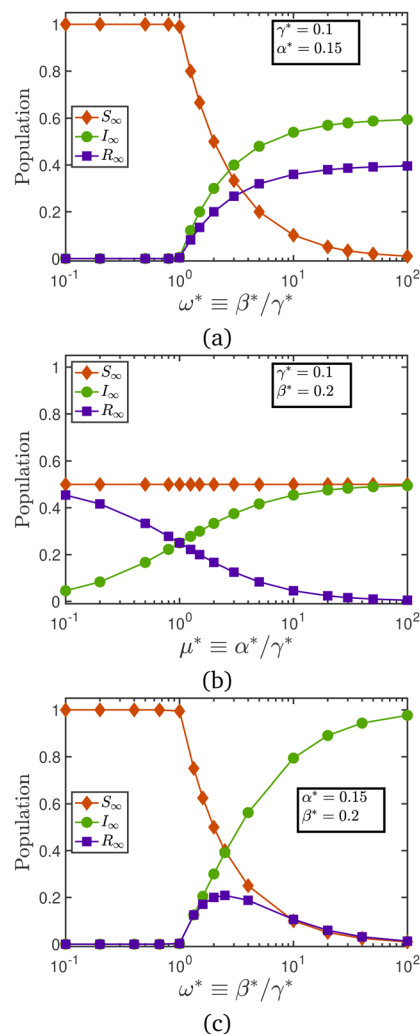 γ* = 0.1
α* = 0.15
S∞
I∞
R∞
Population
1
0.8
0.6
0.4
0.2
0
10⁻¹ 10⁰ 10¹ 10²
ω* ≡ β*/γ*
(a)
S∞
I∞
R∞
γ* = 0.1
β* = 0.2
Population
1
0.8
0.6
0.4
0.2
0
10⁻¹ 10⁰ 10¹ 10²
μ* ≡ α*/γ*
(b)
α* = 0.15
β* = 0.2
S∞
I∞
R∞
Population
1
0.8
0.6
0.4
0.2
0
10⁻¹ 10⁰ 10¹ 10²
ω* ≡ β*/γ*
(c)